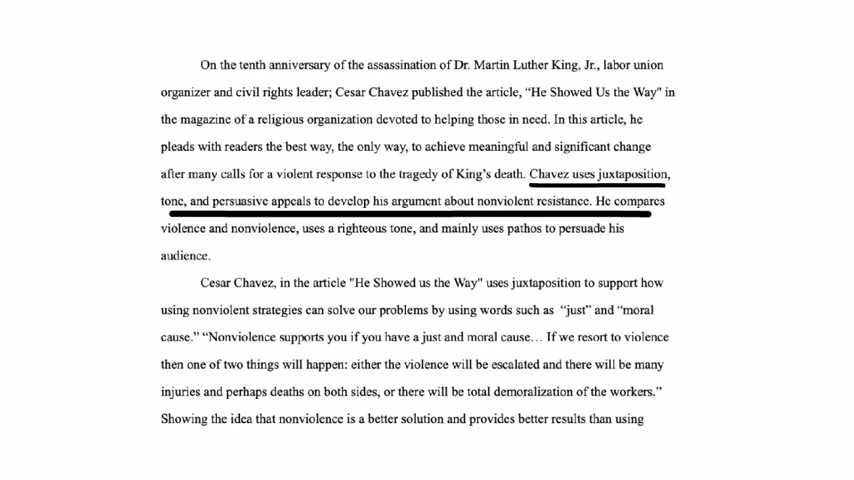 On the tenth anniversary of the assassination of Dr. Martin Luther King, Jr., labor union
organizer and civil rights leader; Cesar Chavez published the article, “He Showed Us the Way" in
the magazine of a religious organization devoted to helping those in need. In this article, he
pleads with readers the best way, the only way, to achieve meaningful and significant change
after many calls for a violent response to the tragedy of King’s death. Chavez uses juxtaposition,
tone, and persuasive appeals to develop his argument about nonviolent resistance. He compares
violence and nonviolence, uses a righteous tone, and mainly uses pathos to persuade his
audience.
Cesar Chavez, in the article "He Showed us the Way" uses juxtaposition to support how
using nonviolent strategies can solve our problems by using words such as “just” and “moral
cause.” “Nonviolence supports you if you have a just and moral cause… If we resort to violence
then one of two things will happen: either the violence will be escalated and there will be many
injuries and perhaps deaths on both sides, or there will be total demoralization of the workers.”
Showing the idea that nonviolence is a better solution and provides better results than using